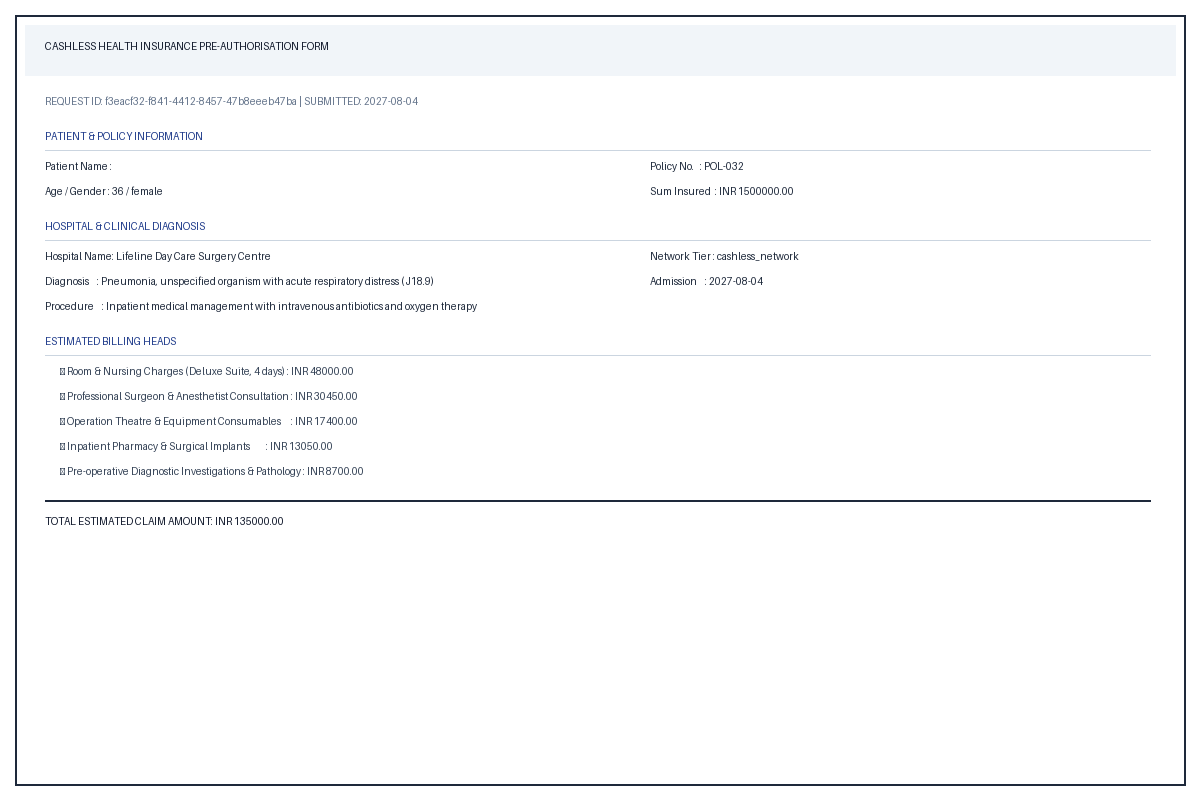 CASHLESS HEALTH INSURANCE PRE-AUTHORISATION FORM
REQUEST ID: f3eacf32-f841-4412-8457-47b8eeeb47ba | SUBMITTED: 2027-08-04
PATIENT & POLICY INFORMATION
Patient Name :
Policy No. : POL-032
Age / Gender : 36 / female
Sum Insured : INR 1500000.00
HOSPITAL & CLINICAL DIAGNOSIS
Hospital Name: Lifeline Day Care Surgery Centre
Network Tier : cashless_network
Diagnosis : Pneumonia, unspecified organism with acute respiratory distress (J18.9)
Admission : 2027-08-04
Procedure : Inpatient medical management with intravenous antibiotics and oxygen therapy
ESTIMATED BILLING HEADS
Room & Nursing Charges (Deluxe Suite, 4 days) : INR 48000.00
Professional Surgeon & Anesthetist Consultation : INR 30450.00
Operation Theatre & Equipment Consumables : INR 17400.00
Inpatient Pharmacy & Surgical Implants : INR 13050.00
Pre-operative Diagnostic Investigations & Pathology : INR 8700.00
TOTAL ESTIMATED CLAIM AMOUNT: INR 135000.00